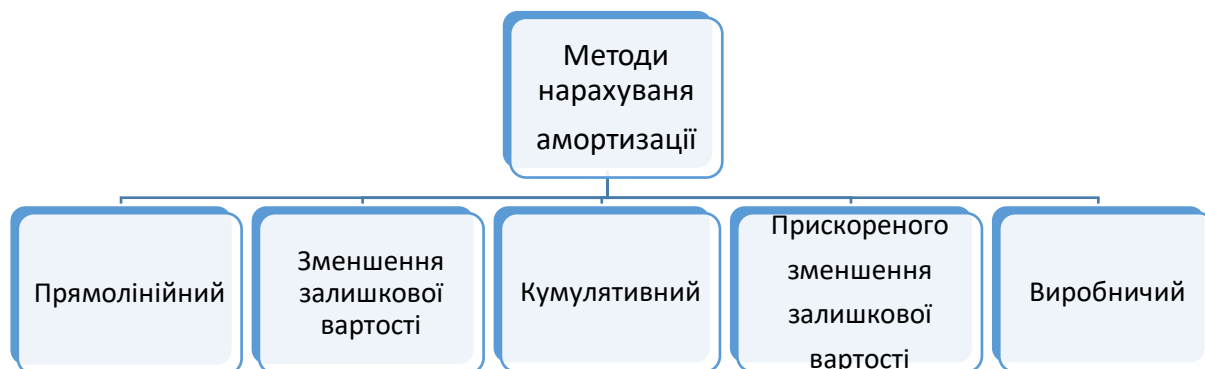 Методи
нарахуваня
амортизації
Прямолінійний
Зменшення
залишкової
вартості
Кумулятивний
Прискореного
зменшення
залишкової
вартості
Виробничий